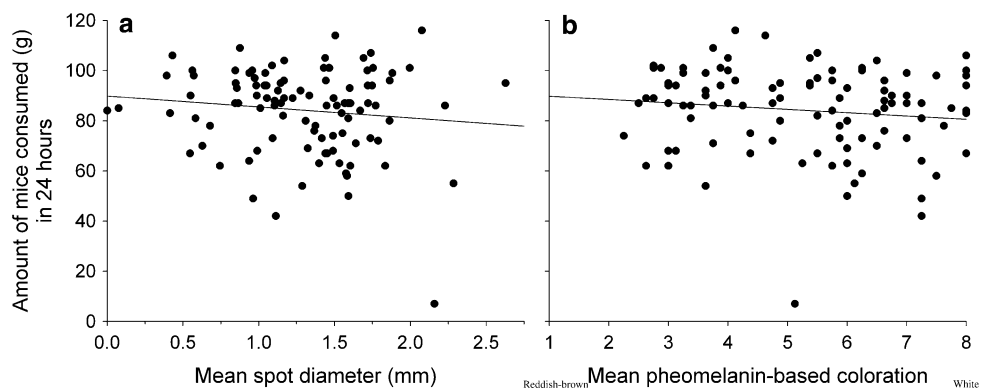 a
b
Amount of mice consumed (g)
in 24 hours
120
100
80
60
40
20
0
0.0 0.5 1.0 1.5 2.0 2.5
1 2 3 4 5 6 7 8
Mean spot diameter (mm)
Reddish-brown Mean pheomelanin-based coloration White